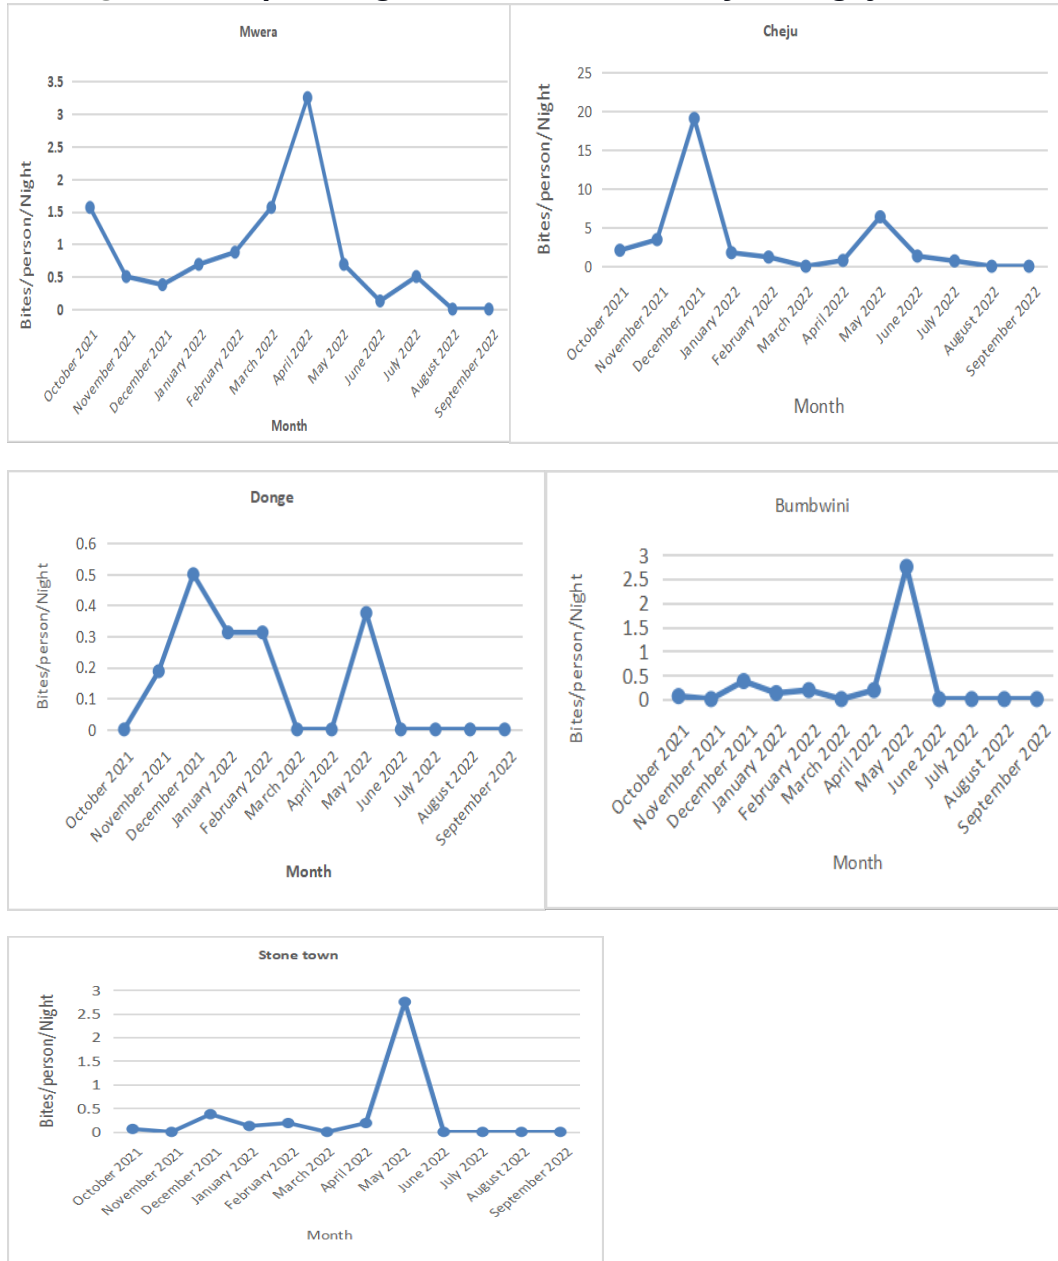 Mwera
Bites/person/Night
3.5
3
2.5
2
1.5
1
0.5
0
October 2021
November 2021
December 2021
January 2022
February 2022
March 2022
April 2022
May 2022
June 2022
July 2022
August 2022
September 2022
Month
Cheju
Bites/person/Night
25
20
15
10
5
0
October 2021
November 2021
December 2021
January 2022
February 2022
March 2022
April 2022
May 2022
June 2022
July 2022
August 2022
September 2022
Month
Donge
Bites/person/Night
0.6
0.5
0.4
0.3
0.2
0.1
0
October 2021
November 2021
December 2021
January 2022
February 2022
March 2022
April 2022
May 2022
June 2022
July 2022
August 2022
September 2022
Month
Bumbwini
Bites/person/Night
3
2.5
2
1.5
1
0.5
0
October 2021
November 2021
December 2021
January 2022
February 2022
March 2022
April 2022
May 2022
June 2022
July 2022
August 2022
September 2022
Month
Stone town
Bites/person/Night
3
2.5
2
1.5
1
0.5
0
October 2021
November 2021
December 2021
January 2022
February 2022
March 2022
April 2022
May 2022
June 2022
July 2022
August 2022
September 2022
Month